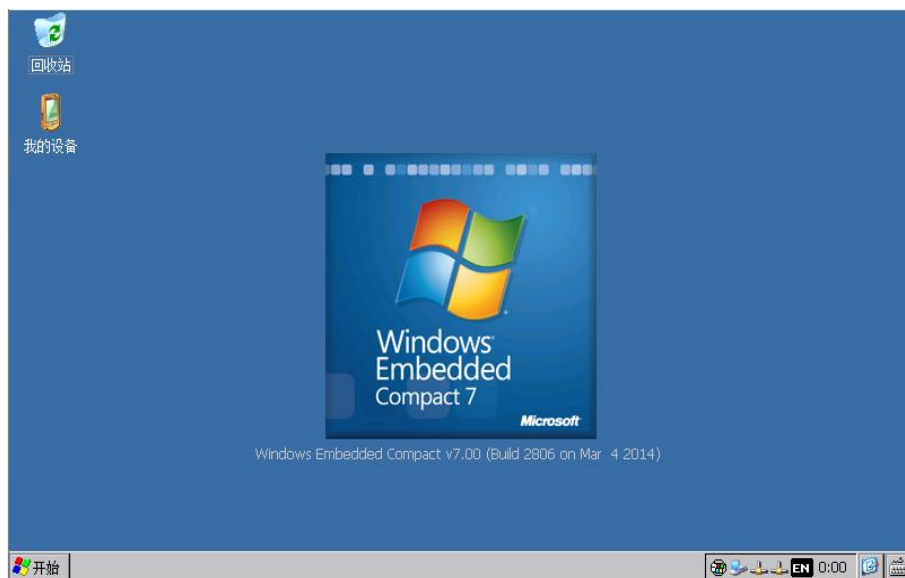 回收站
我的设备
Windows
Embedded
Compact 7
Microsoft
Windows Embedded Compact v7.00 (Build 2806 on Mar 4 2014)
开始
EN 0:00